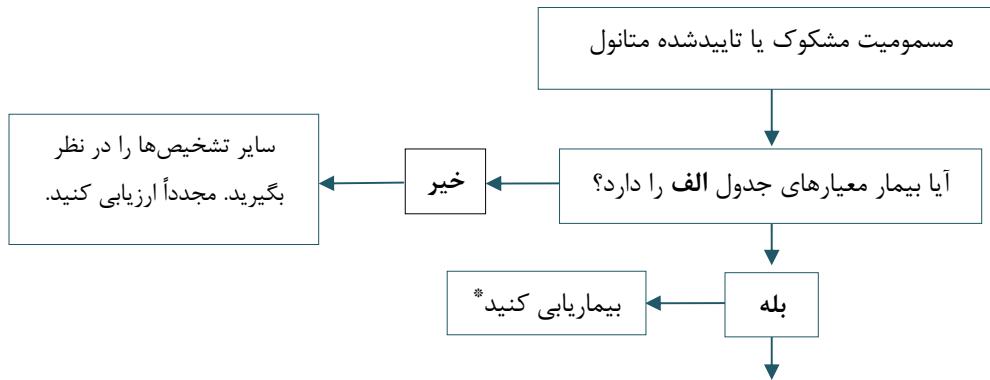 مسمومیت مشکوک یا تاییدشده متانول
آیا بیمار معیارهای جدول الف را دارد؟
خیر
سایر تشخیص‌ها را در نظر
بگیرید. مجدداً ارزیابی کنید.
بله
بیماریابی کنید*